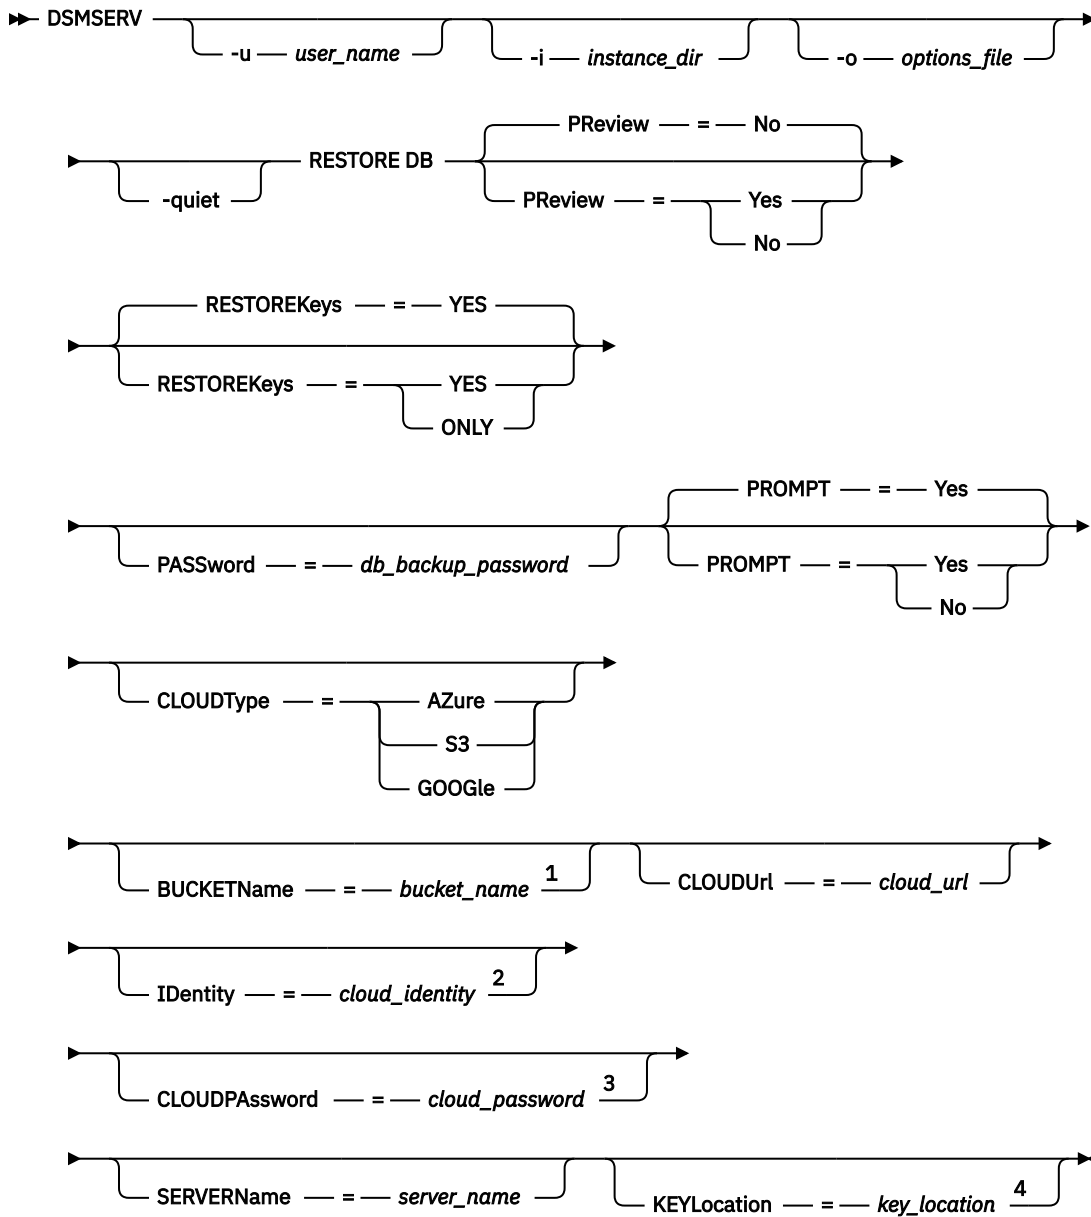 DSMSERV
-u user_name -i instance_dir -o options_file
PReview = No
-quiet RESTORE DB
PReview = Yes
No
RESTOREKeys = YES
RESTOREKeys = YES
ONLY
PROMPT = Yes
PASSword = db_backup_password PROMPT = Yes
No
CLOUDType = AZure
S3
GOOGle
BUCKETName = bucket_name 1 CLOUDUrl = cloud_url
IDentity = cloud_identity 2
CLOUDPAssword = cloud_password 3
SERVERName = server_name KEYLocation = key_location 4